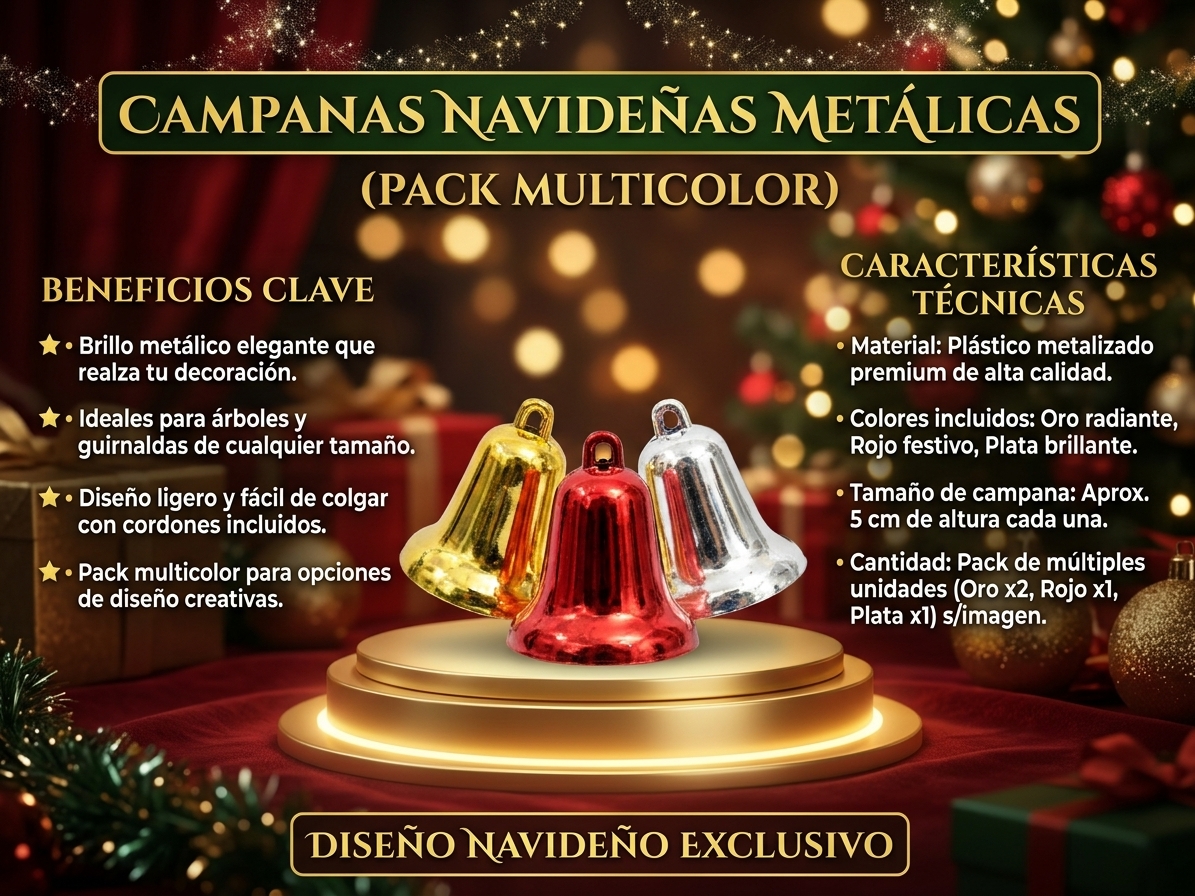 CAMPANAS NAVIDEÑAS METÁLICAS
(PACK MULTICOLOR)
BENEFICIOS CLAVE
• Brillo metálico elegante que
realza tu decoración.
• Ideales para árboles y
guirnaldas de cualquier tamaño.
• Diseño ligero y fácil de colgar
con cordones incluidos.
• Pack multicolor para opciones
de diseño creativas.
CARACTERÍSTICAS
TÉCNICAS
• Material: Plástico metalizado
premium de alta calidad.
• Colores incluidos: Oro radiante,
Rojo festivo, Plata brillante.
• Tamaño de campana: Aprox.
5 cm de altura cada una.
• Cantidad: Pack de múltiples
unidades (Oro x2, Rojo x1,
Plata x1) s/imagen.
DISEÑO NAVIDEÑO EXCLUSIVO